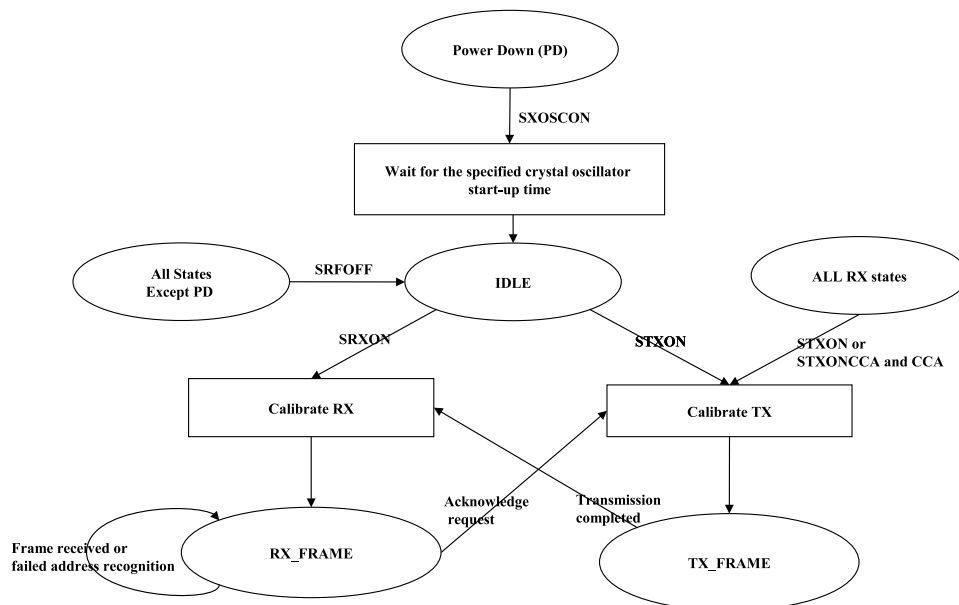 Power Down (PD)
SXOSCON
Wait for the specified crystal oscillator
start-up time
All States
Except PD
SRFOFF
IDLE
ALL RX states
SRXON
STXON
STXON or
STXONCCA and CCA
Calibrate RX
Calibrate TX
Acknowledge
request
Transmission
completed
Frame received or
failed address recognition
RX_FRAME
TX_FRAME